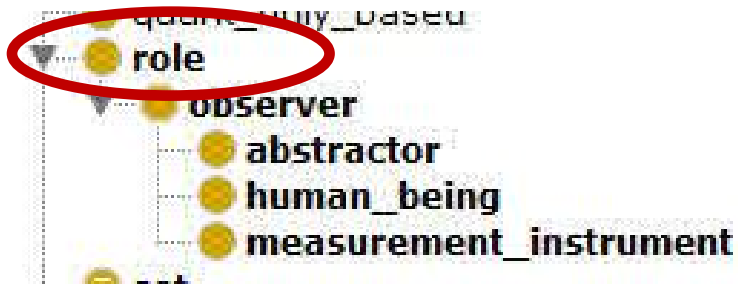 role
observer
abstractor
human_being
measurement_instrument